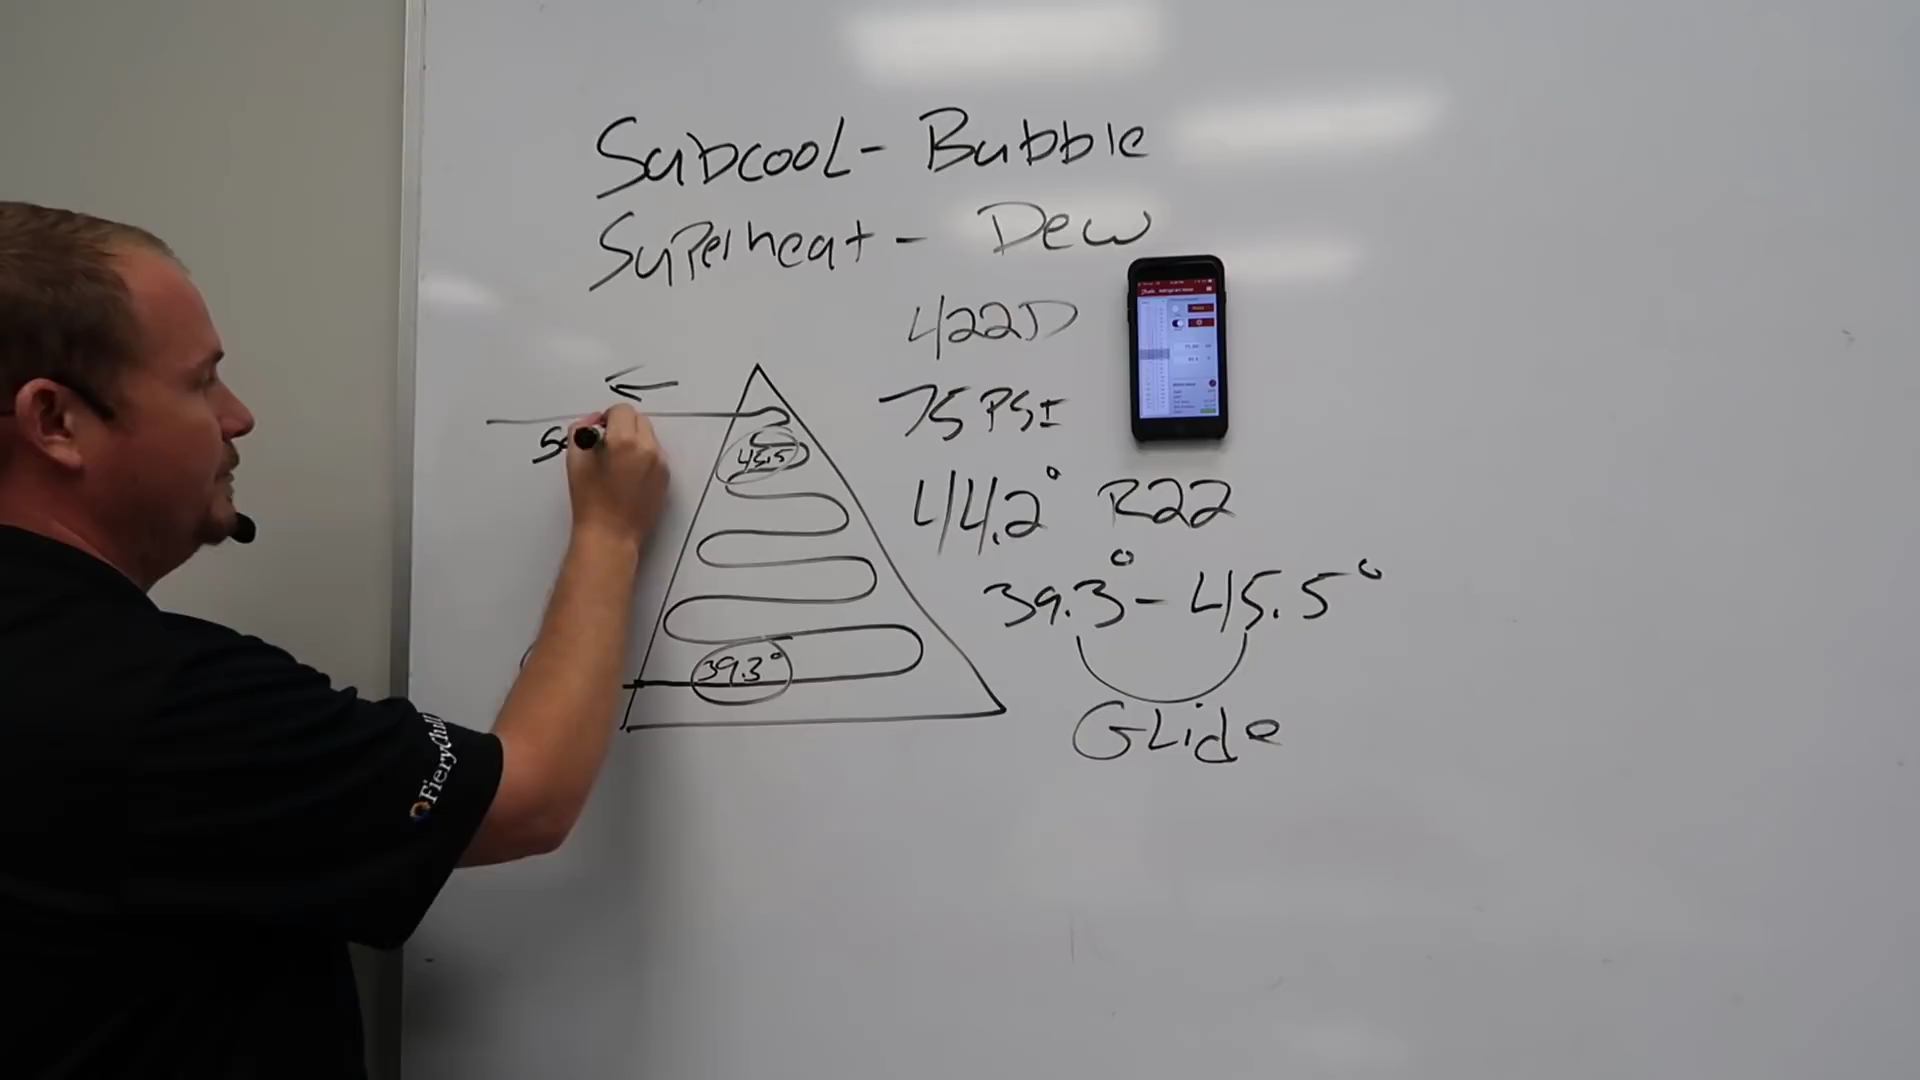 Subcool - Bubble
Superheat - Dew
422D
75 PSI
44.2° R22
39.3° - 45.5°
Glide
45.5
39.3°
FieryChill